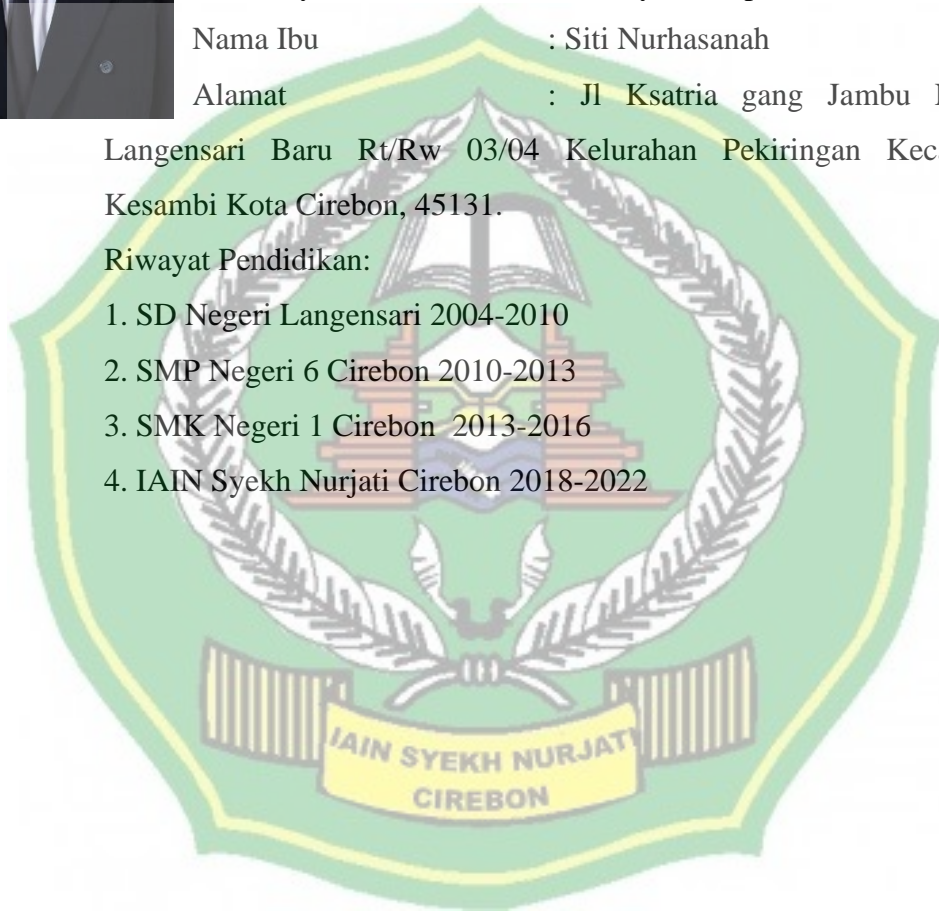 Nama Ibu : Siti Nurhasanah
Alamat : Jl Ksatria gang Jambu
Langensari Baru Rt/Rw 03/04 Kelurahan Pekiringan
Kesambi Kota Cirebon, 45131.
Riwayat Pendidikan:
1. SD Negeri Langensari 2004-2010
2. SMP Negeri 6 Cirebon 2010-2013
3. SMK Negeri 1 Cirebon 2013-2016
4. IAIN Syekh Nurjati Cirebon 2018-2022
IAIN SYEKH NURJATI
CIREBON